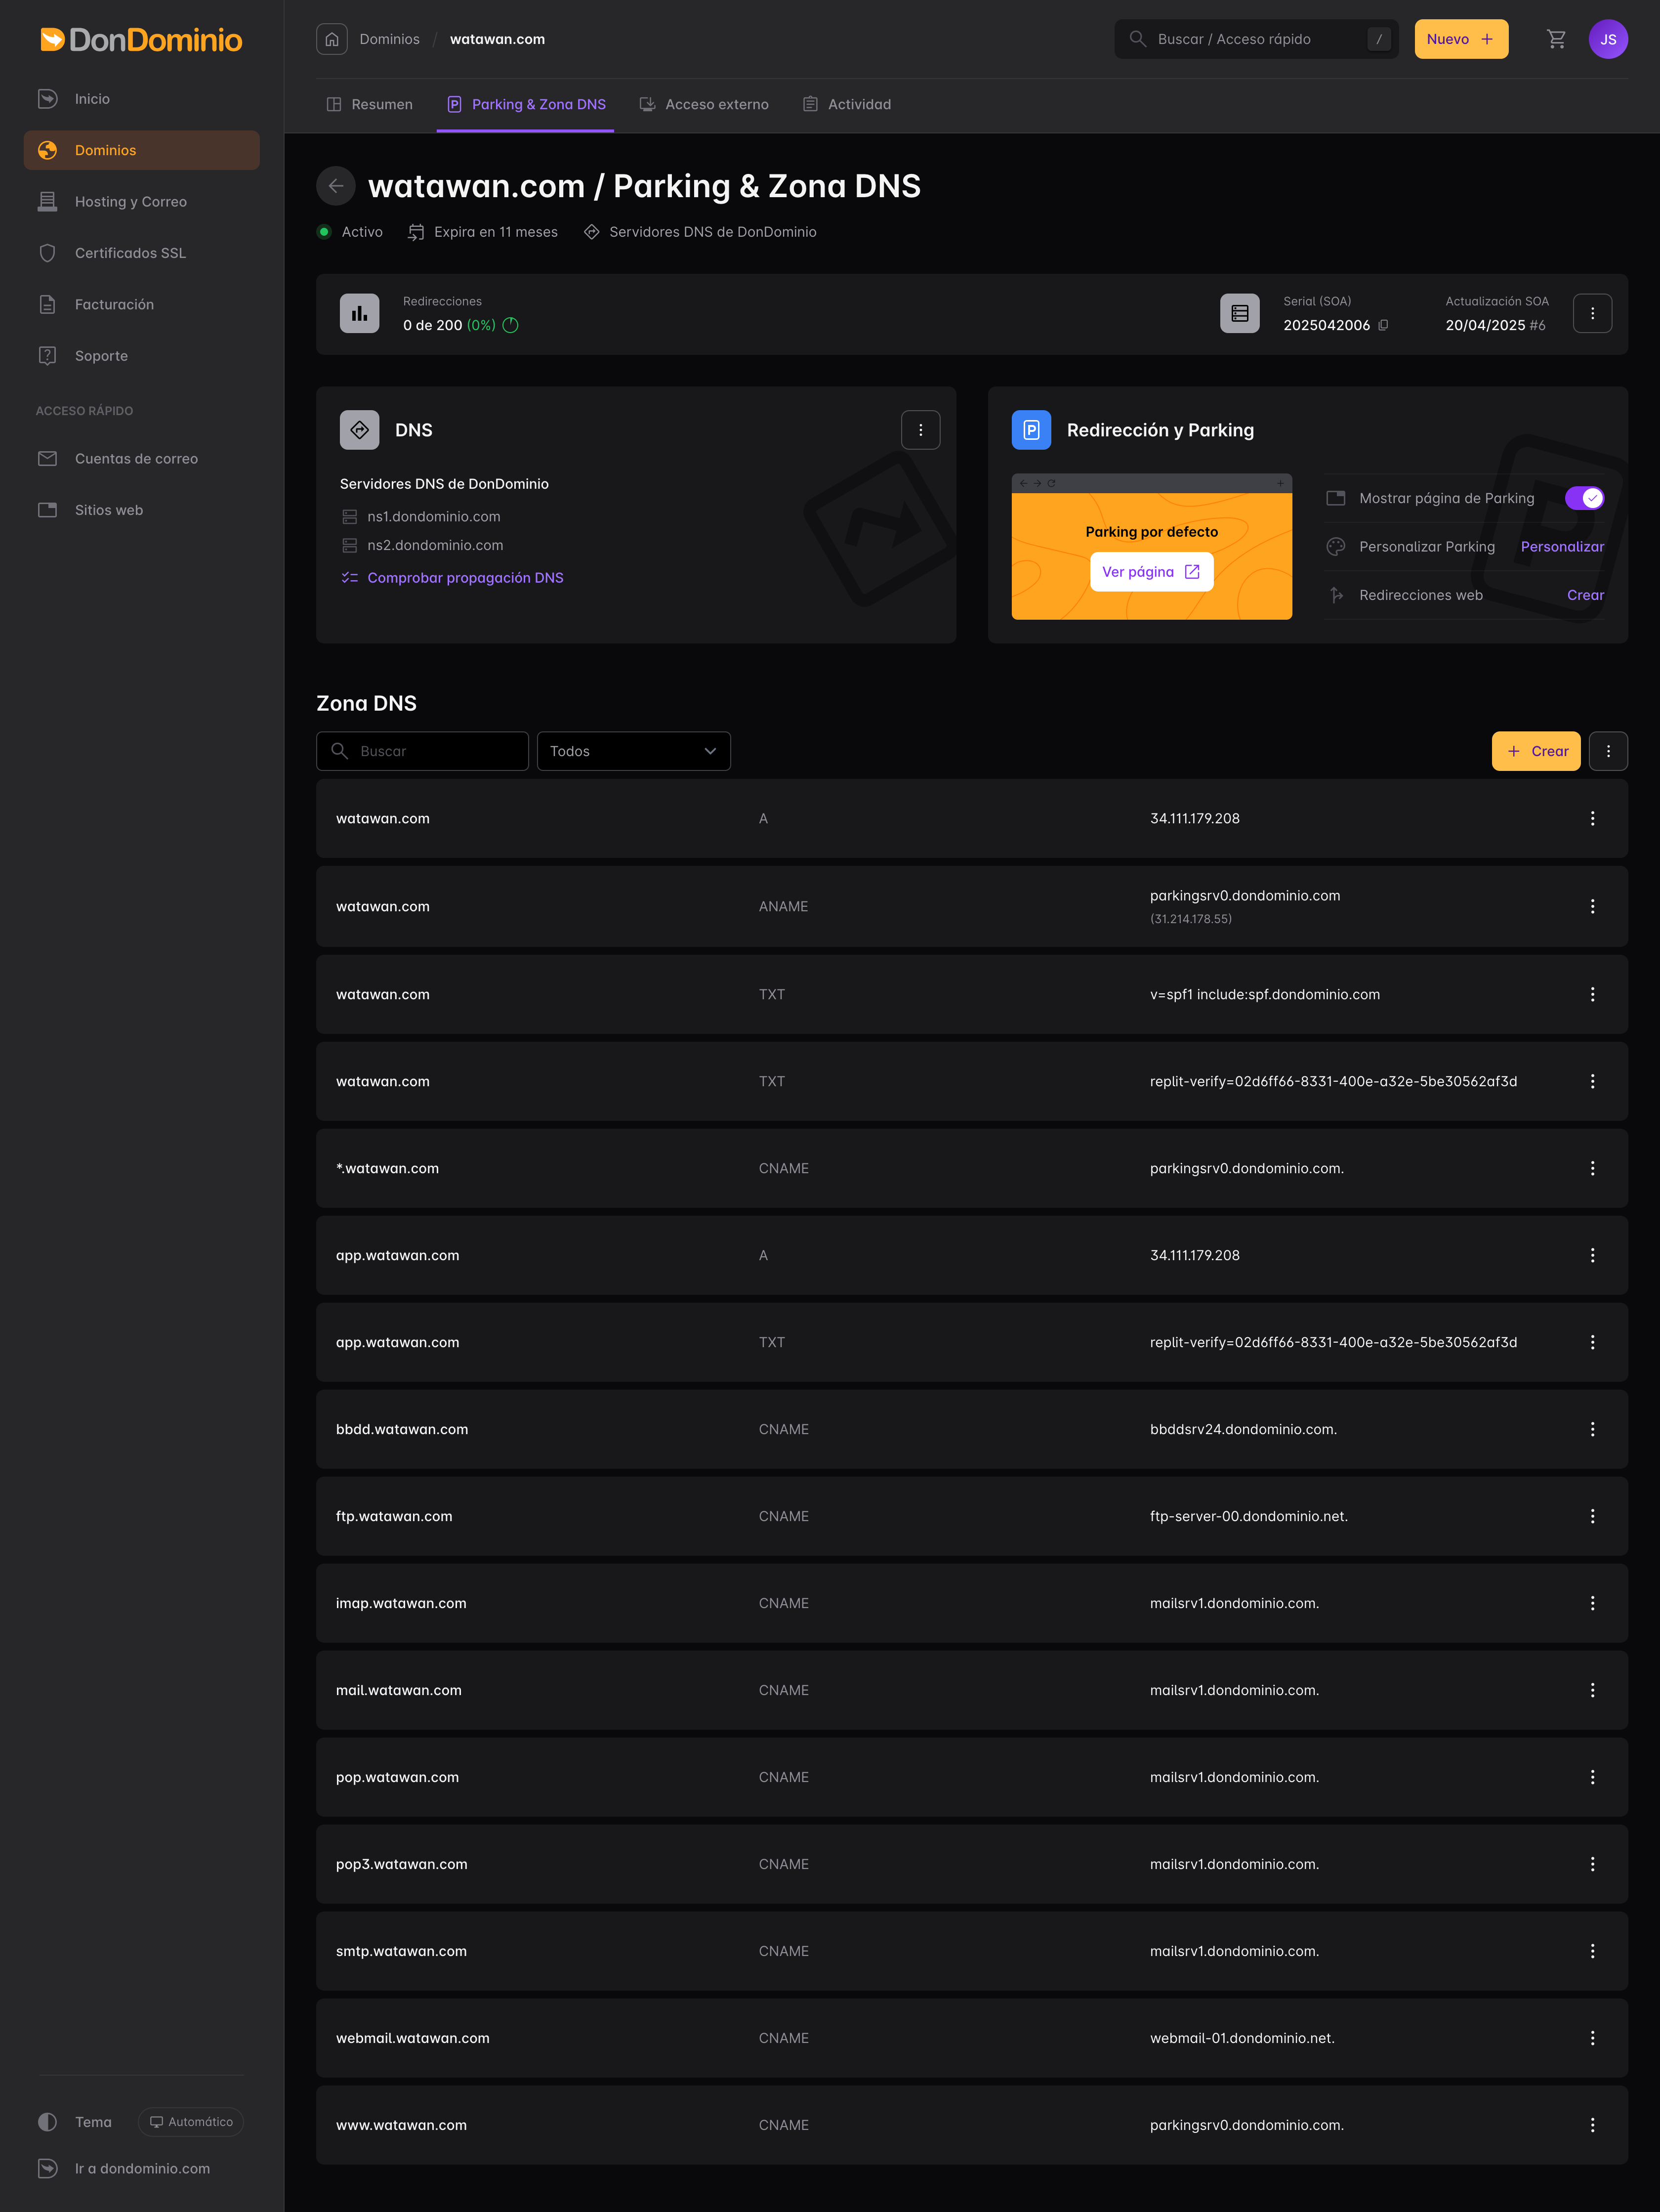 DonDominio
Inicio
Dominios
Hosting y Correo
Certificados SSL
Facturación
Soporte
ACCESO RÁPIDO
Cuentas de correo
Sitios web
Tema
Automático
Ir a dondominio.com
Dominios / watawan.com
Buscar / Acceso rápido /
Nuevo +
JS
Resumen
Parking & Zona DNS
Acceso externo
Actividad
watawan.com / Parking & Zona DNS
Activo
Expira en 11 meses
Servidores DNS de DonDominio
Redirecciones
0 de 200 (0%)
Serial (SOA)
2025042006
Actualización SOA
20/04/2025 #6
DNS
Servidores DNS de DonDominio
ns1.dondominio.com
ns2.dondominio.com
Comprobar propagación DNS
Redirección y Parking
Parking por defecto
Ver página
Mostrar página de Parking
Personalizar Parking Personalizar
Redirecciones web Crear
Zona DNS
Buscar
Todos
+ Crear
watawan.com A 34.111.179.208
watawan.com ANAME parkingsrv0.dondominio.com
(31.214.178.55)
watawan.com TXT v=spf1 include:spf.dondominio.com
watawan.com TXT replit-verify=02d6ff66-8331-400e-a32e-5be30562af3d
*.watawan.com CNAME parkingsrv0.dondominio.com.
app.watawan.com A 34.111.179.208
app.watawan.com TXT replit-verify=02d6ff66-8331-400e-a32e-5be30562af3d
bbdd.watawan.com CNAME bbddsrv24.dondominio.com.
ftp.watawan.com CNAME ftp-server-00.dondominio.net.
imap.watawan.com CNAME mailsrv1.dondominio.com.
mail.watawan.com CNAME mailsrv1.dondominio.com.
pop.watawan.com CNAME mailsrv1.dondominio.com.
pop3.watawan.com CNAME mailsrv1.dondominio.com.
smtp.watawan.com CNAME mailsrv1.dondominio.com.
webmail.watawan.com CNAME webmail-01.dondominio.net.
www.watawan.com CNAME parkingsrv0.dondominio.com.